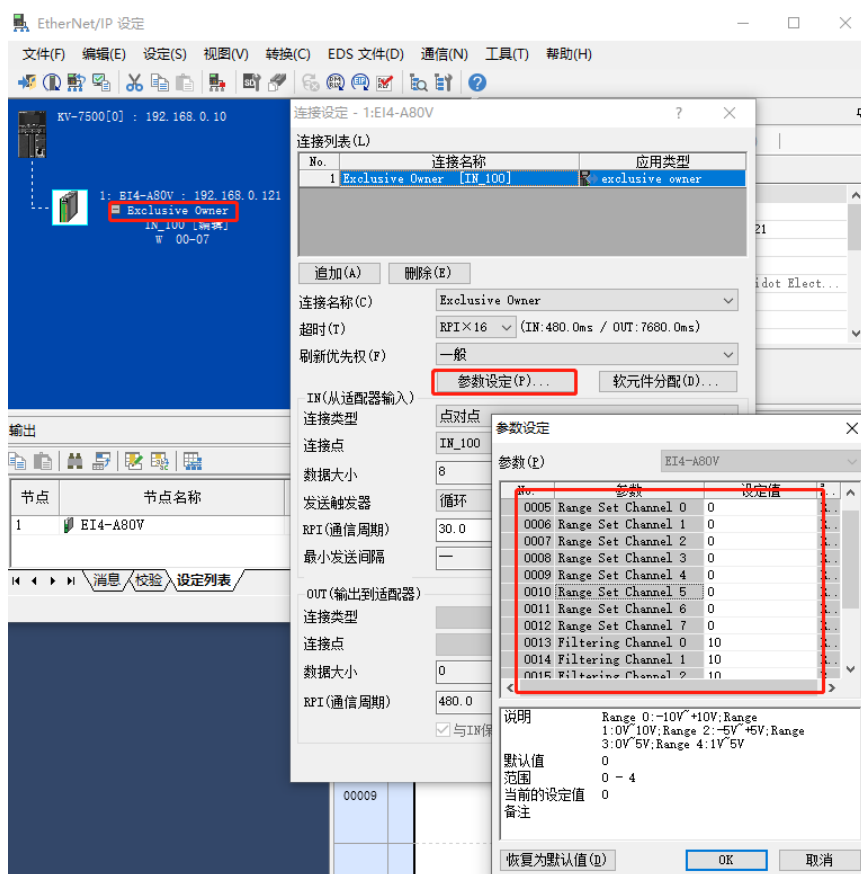 EtherNet/IP 设定
文件(F) 编辑(E) 设定(S) 视图(V) 转换(C) EDS 文件(D) 通信(N) 工具(T) 帮助(H)
KV-7500[0] : 192.168.0.10
1: EI4-A80V : 192.168.0.121
Exclusive Owner
IN_100 [编辑]
W 00-07
连接设定 - 1:EI4-A80V
连接列表(L)
No. 连接名称 应用类型
1 Exclusive Owner [IN_100] exclusive owner
追加(A) 删除(E)
连接名称(C) Exclusive Owner
超时(T) RPI×16 (IN:480.0ms / OUT:7680.0ms)
刷新优先权(F) 一般
参数设定(P)... 软元件分配(D)...
IN(从适配器输入)
连接类型 点对点
连接点 IN_100
数据大小 8
发送触发器 循环
RPI(通信周期) 30.0
最小发送间隔 —
OUT(输出到适配器)
连接类型
连接点
数据大小 0
RPI(通信周期) 480.0
与IN保
21
idot Elect...
输出
节点 节点名称
1 EI4-A80V
消息 校验 设定列表
00009
参数设定
参数(P) EI4-A80V
No. 参数 设定值
0005 Range Set Channel 0 0
0006 Range Set Channel 1 0
0007 Range Set Channel 2 0
0008 Range Set Channel 3 0
0009 Range Set Channel 4 0
0010 Range Set Channel 5 0
0011 Range Set Channel 6 0
0012 Range Set Channel 7 0
0013 Filtering Channel 0 10
0014 Filtering Channel 1 10
0015 Filtering Channel 2 10
说明 Range 0:-10V~+10V;Range
1:0V~10V;Range 2:-5V~+5V;Range
3:0V~5V;Range 4:1V~5V
默认值 0
范围 0 - 4
当前的设定值 0
备注
恢复为默认值(D) OK 取消